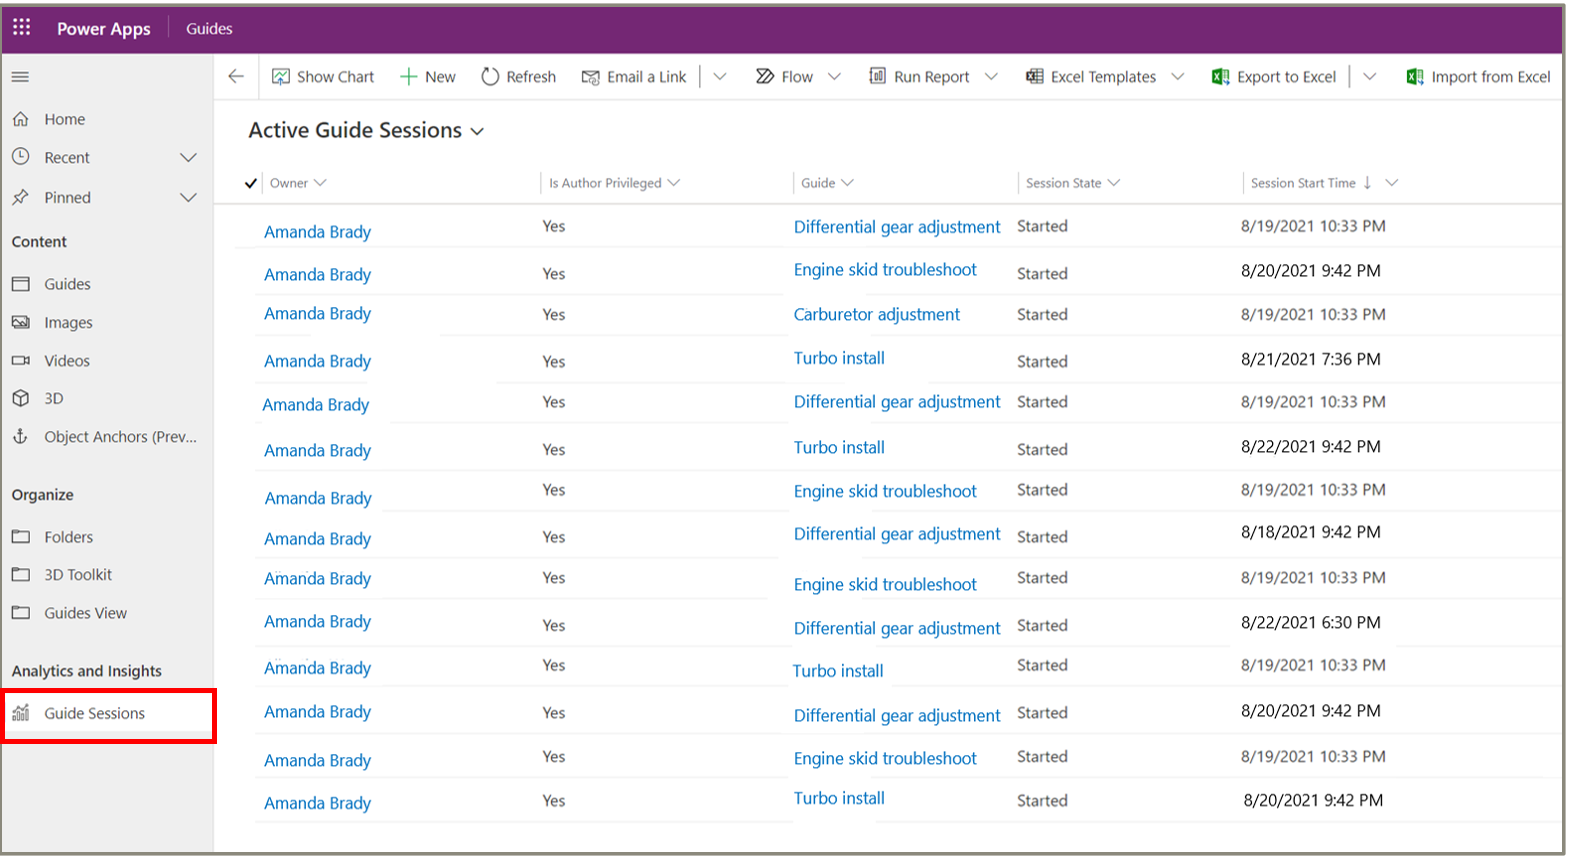 Power Apps Guides
Show Chart New Refresh Email a Link Flow Run Report Excel Templates Export to Excel Import from Excel
Home
Recent
Pinned
Content
Guides
Images
Videos
3D
Object Anchors (Prev...
Organize
Folders
3D Toolkit
Guides View
Analytics and Insights
Guide Sessions
Active Guide Sessions
Owner Is Author Privileged Guide Session State Session Start Time
Amanda Brady Yes Differential gear adjustment Started 8/19/2021 10:33 PM
Amanda Brady Yes Engine skid troubleshoot Started 8/20/2021 9:42 PM
Amanda Brady Yes Carburetor adjustment Started 8/19/2021 10:33 PM
Amanda Brady Yes Turbo install Started 8/21/2021 7:36 PM
Amanda Brady Yes Differential gear adjustment Started 8/19/2021 10:33 PM
Amanda Brady Yes Turbo install Started 8/22/2021 9:42 PM
Amanda Brady Yes Engine skid troubleshoot Started 8/19/2021 10:33 PM
Amanda Brady Yes Differential gear adjustment Started 8/18/2021 9:42 PM
Amanda Brady Yes Engine skid troubleshoot Started 8/19/2021 10:33 PM
Amanda Brady Yes Differential gear adjustment Started 8/22/2021 6:30 PM
Amanda Brady Yes Turbo install Started 8/19/2021 10:33 PM
Amanda Brady Yes Differential gear adjustment Started 8/20/2021 9:42 PM
Amanda Brady Yes Engine skid troubleshoot Started 8/19/2021 10:33 PM
Amanda Brady Yes Turbo install Started 8/20/2021 9:42 PM